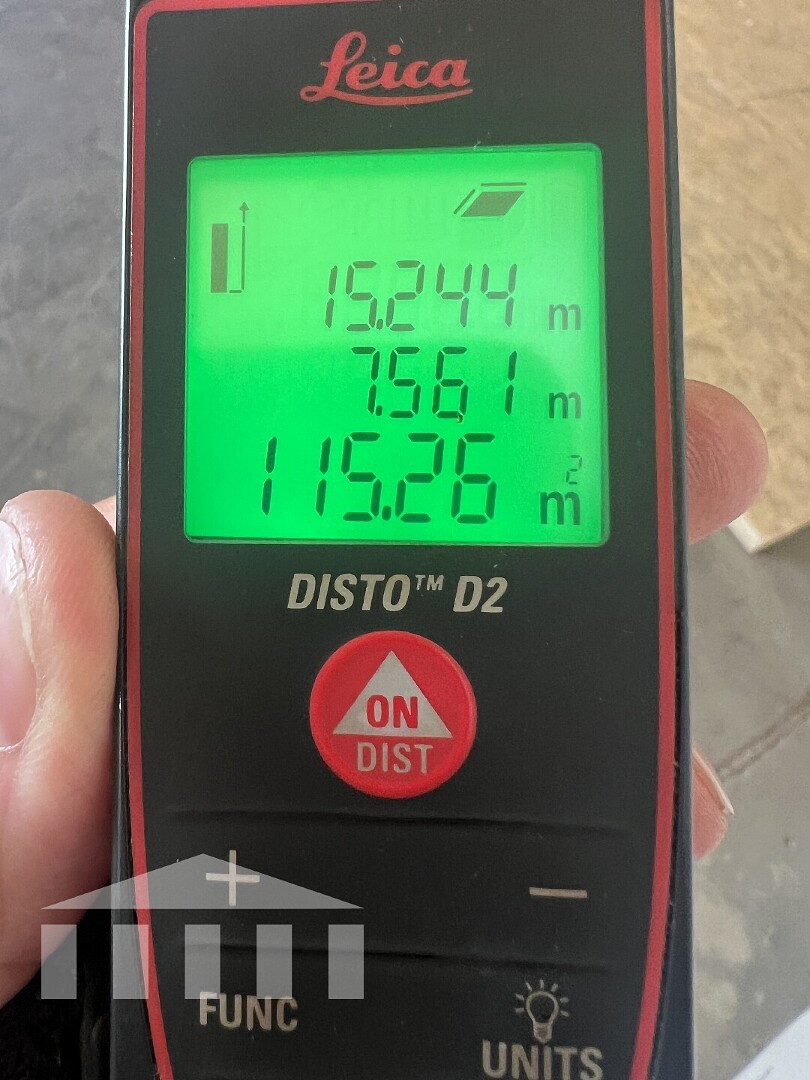 Leica
15.244 m
7.561 m
115.26 m²
DISTO™ D2
ON
DIST
+ −
FUNC
UNITS